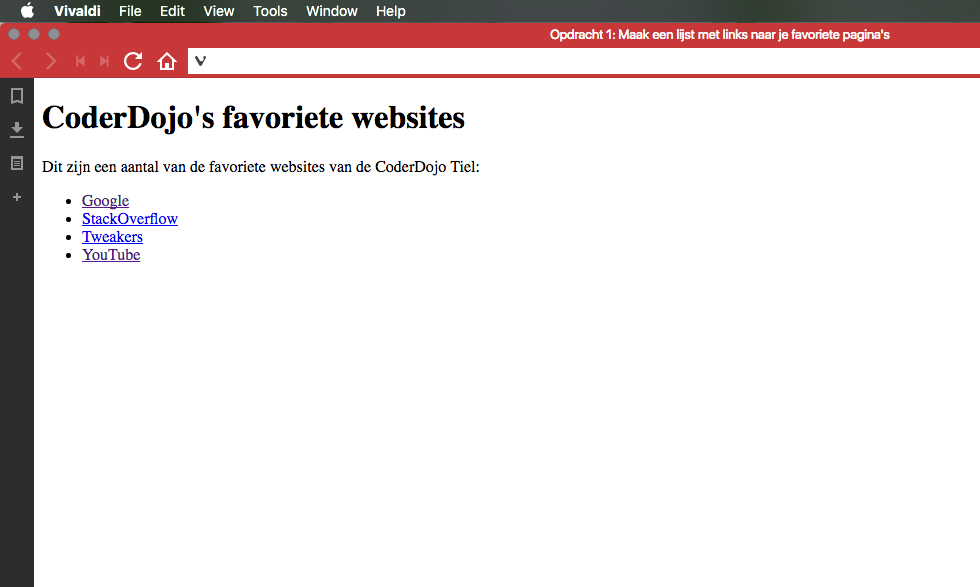 Vivaldi File Edit View Tools Window Help
Opdracht 1: Maak een lijst met links naar je favoriete pagina's
CoderDojo's favoriete websites
Dit zijn een aantal van de favoriete websites van de CoderDojo Tiel:
Google
StackOverflow
Tweakers
YouTube